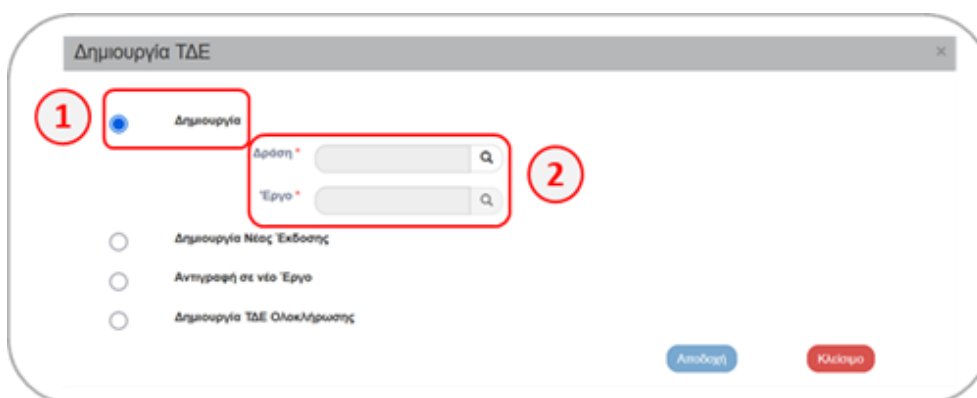 Δημιουργία ΤΔΕ ×
1 Δημιουργία
Δράση *
2
Έργο *
Δημιουργία Νέας Έκδοσης
Αντιγραφή σε νέο Έργο
Δημιουργία ΤΔΕ Ολοκλήρωσης
Αποδοχή Κλείσιμο